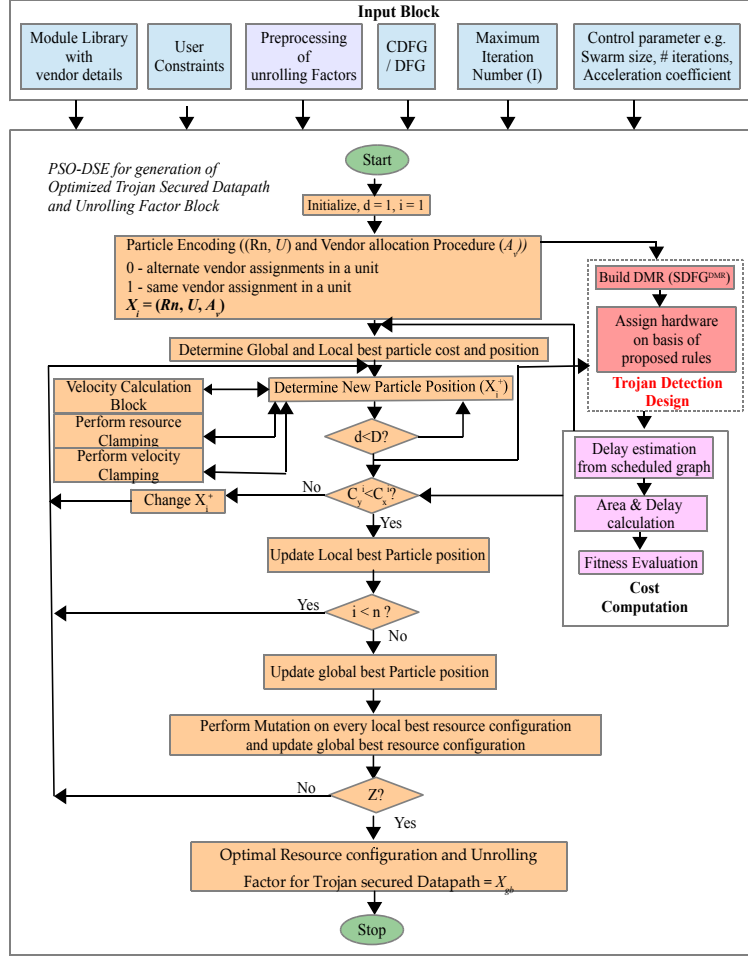 Input Block
Module Library
with
vendor details
User
Constraints
Preprocessing
of
unrolling Factors
CDFG
/ DFG
Maximum
Iteration
Number (I)
Control parameter e.g.
Swarm size, # iterations,
Acceleration coefficient
PSO-DSE for generation of
Optimized Trojan Secured Datapath
and Unrolling Factor Block
Start
Initialize, d = 1, i = 1
Particle Encoding ((Rn, U) and Vendor allocation Procedure (Av))
0 - alternate vendor assignments in a unit
1 - same vendor assignment in a unit
Xi = (Rn, U, Av)
Build DMR (SDFGDMR)
Assign hardware
on basis of
proposed rules
Trojan Detection
Design
Determine Global and Local best particle cost and position
Velocity Calculation
Block
Determine New Particle Position (Xi+)
Perform resource
Clamping
Perform velocity
Clamping
d<D?
Delay estimation
from scheduled graph
Area & Delay
calculation
Fitness Evaluation
Cost
Computation
Cyi<Cxi?
No
Change Xi+
Yes
Update Local best Particle position
i < n ?
Yes
No
Update global best Particle position
Perform Mutation on every local best resource configuration
and update global best resource configuration
Z?
No
Yes
Optimal Resource configuration and Unrolling
Factor for Trojan secured Datapath = Xgb
Stop